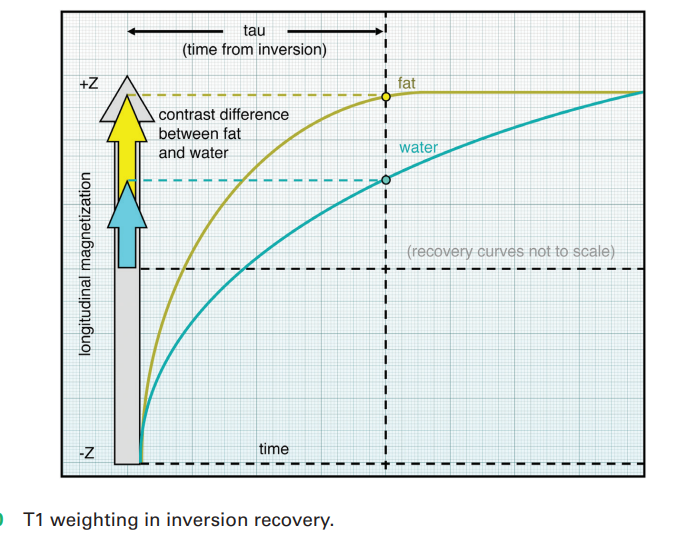 tau
(time from inversion)
+Z
fat
contrast difference
between fat
and water
water
longitudinal magnetization
(recovery curves not to scale)
time
-Z
T1 weighting in inversion recovery.